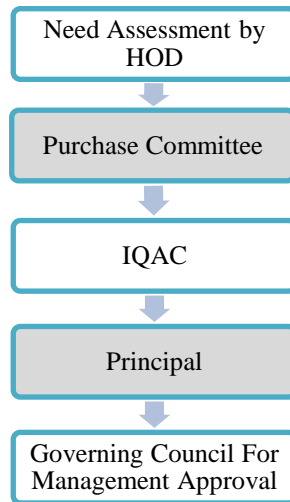 Need Assessment by
HOD
Purchase Committee
IQAC
Principal
Governing Council For
Management Approval